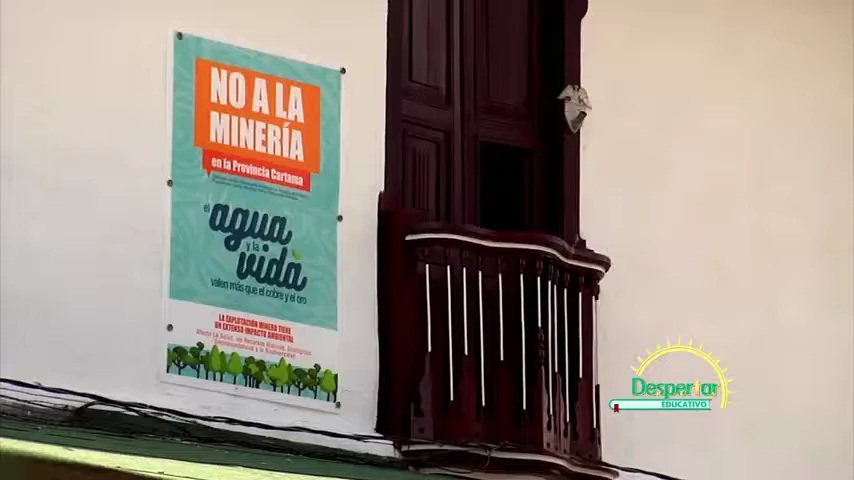 NO A LA
MINERÍA
en la Provincia Cartama
el
agua
y la
vida
valen más que el cobre y el oro
LA EXPLOTACIÓN MINERA TIENE
UN EXTENSO IMPACTO AMBIENTAL
Despertar
EDUCATIVO